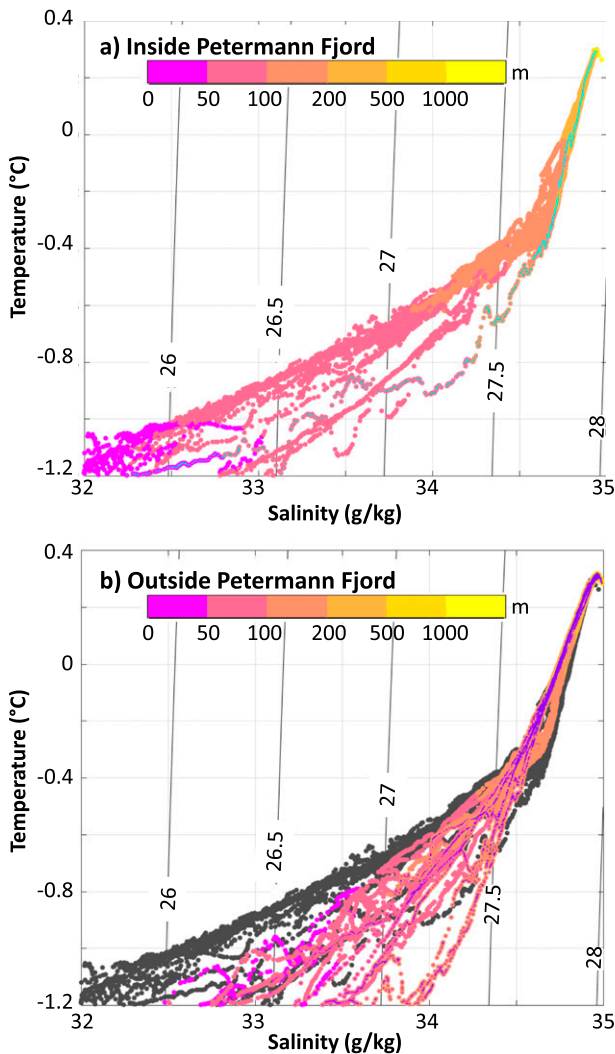 0.4
a) Inside Petermann Fjord
m
0 50 100 200 500 1000
0
Temperature (°C)
-0.4
27
26.5
-0.8
26
27.5
28
-1.2
32 33 34 35
Salinity (g/kg)
0.4
b) Outside Petermann Fjord
m
0 50 100 200 500 1000
0
Temperature (°C)
-0.4
27
26.5
-0.8
26
27.5
28
-1.2
32 33 34 35
Salinity (g/kg)